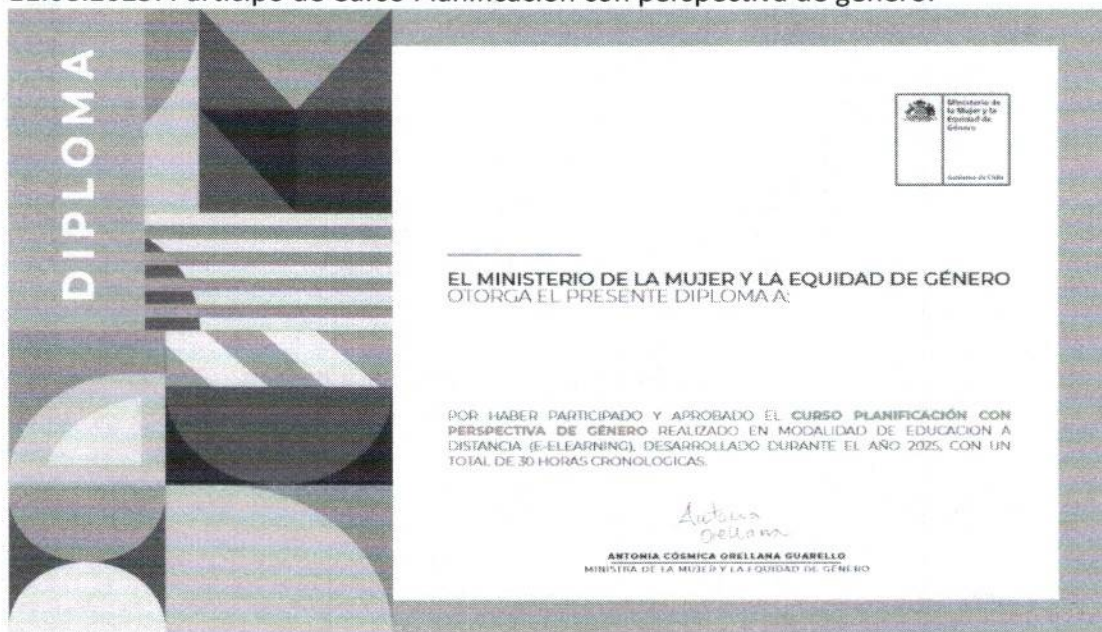 DIPLOMA
Ministerio de
la Mujer y la
Equidad de
Género
Gobierno de Chile
EL MINISTERIO DE LA MUJER Y LA EQUIDAD DE GÉNERO
OTORGA EL PRESENTE DIPLOMA A:
POR HABER PARTICIPADO Y APROBADO EL CURSO PLANIFICACIÓN CON
PERSPECTIVA DE GÉNERO REALIZADO EN MODALIDAD DE EDUCACION A
DISTANCIA (E-ELEARNING), DESARROLLADO DURANTE EL AÑO 2025, CON UN
TOTAL DE 30 HORAS CRONOLOGICAS.
Antonia
Orellana
ANTONIA CÓSMICA ORELLANA GUARELLO
MINISTRA DE LA MUJER Y LA EQUIDAD DE GÉNERO